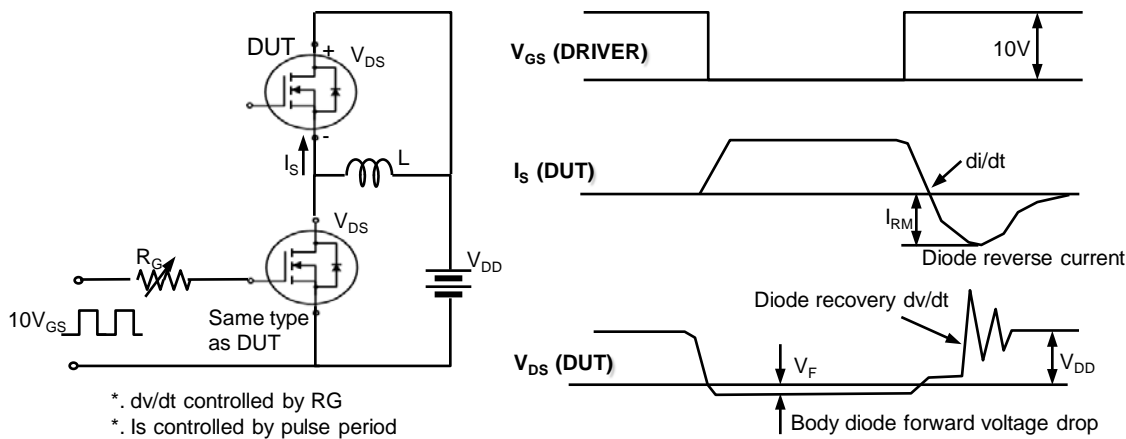 DUT
+
V_DS
-
I_S
L
V_DS
R_G
V_DD
10V_GS
Same type
as DUT
*. dv/dt controlled by RG
*. Is controlled by pulse period
V_GS (DRIVER)
10V
I_S (DUT)
di/dt
I_RM
Diode reverse current
Diode recovery dv/dt
V_DS (DUT)
V_F
V_DD
Body diode forward voltage drop